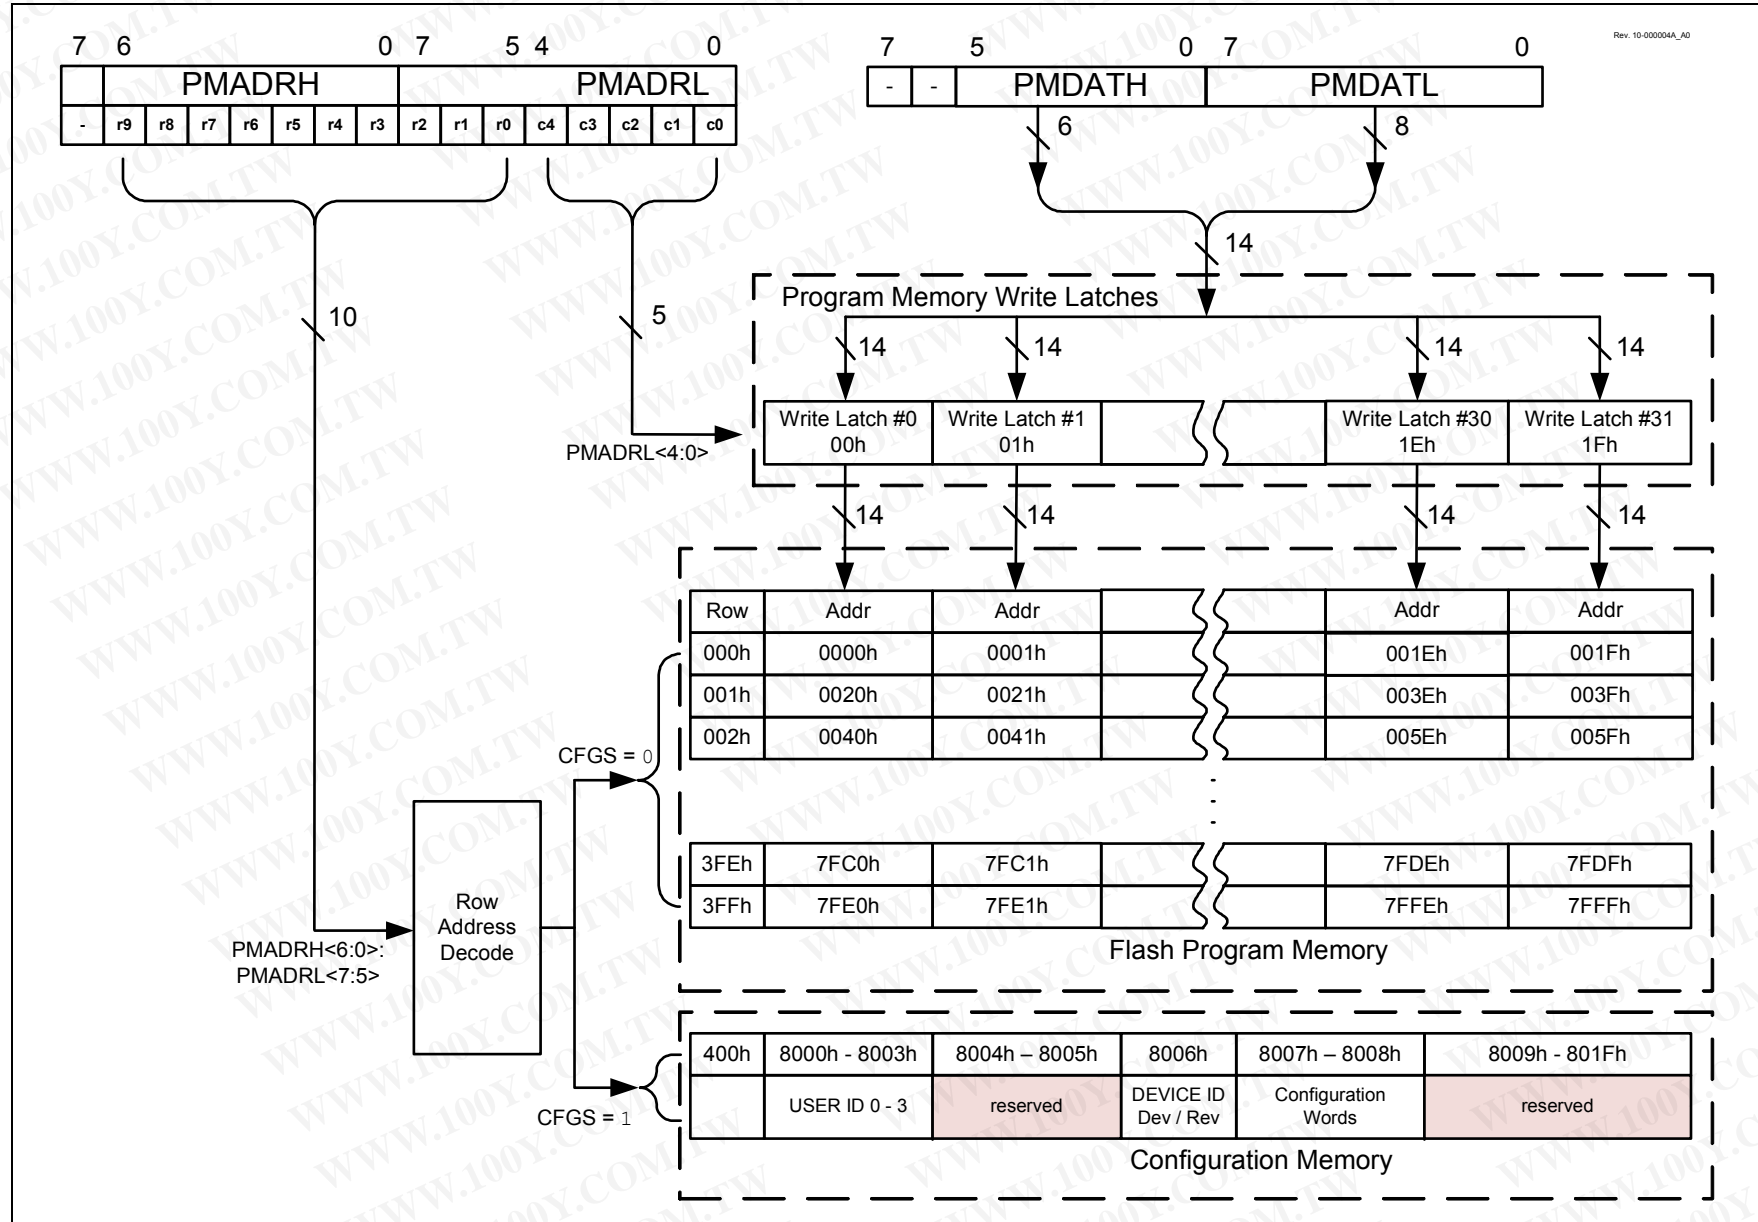 7 6 0 7 5 4 0
7 5 0 7 0
Rev. 10-000004A_A0
PMADRH PMADRL
- - PMDATH PMDATL
- r9 r8 r7 r6 r5 r4 r3 r2 r1 r0 c4 c3 c2 c1 c0
6 8
14
Program Memory Write Latches
10 5
14 14 14 14
Write Latch #0 Write Latch #1 Write Latch #30 Write Latch #31
00h 01h 1Eh 1Fh
PMADRL<4:0>
14 14 14 14
Row Addr Addr Addr Addr
000h 0000h 0001h 001Eh 001Fh
001h 0020h 0021h 003Eh 003Fh
002h 0040h 0041h 005Eh 005Fh
CFGS = 0
3FEh 7FC0h 7FC1h 7FDEh 7FDFh
3FFh 7FE0h 7FE1h 7FFEh 7FFFh
Row
Address
Decode
PMADRH<6:0>:
PMADRL<7:5>
Flash Program Memory
400h 8000h - 8003h 8004h – 8005h 8006h 8007h – 8008h 8009h - 801Fh
USER ID 0 - 3 reserved DEVICE ID Configuration reserved
Dev / Rev Words
CFGS = 1
Configuration Memory
WWW.100Y.COM.TW